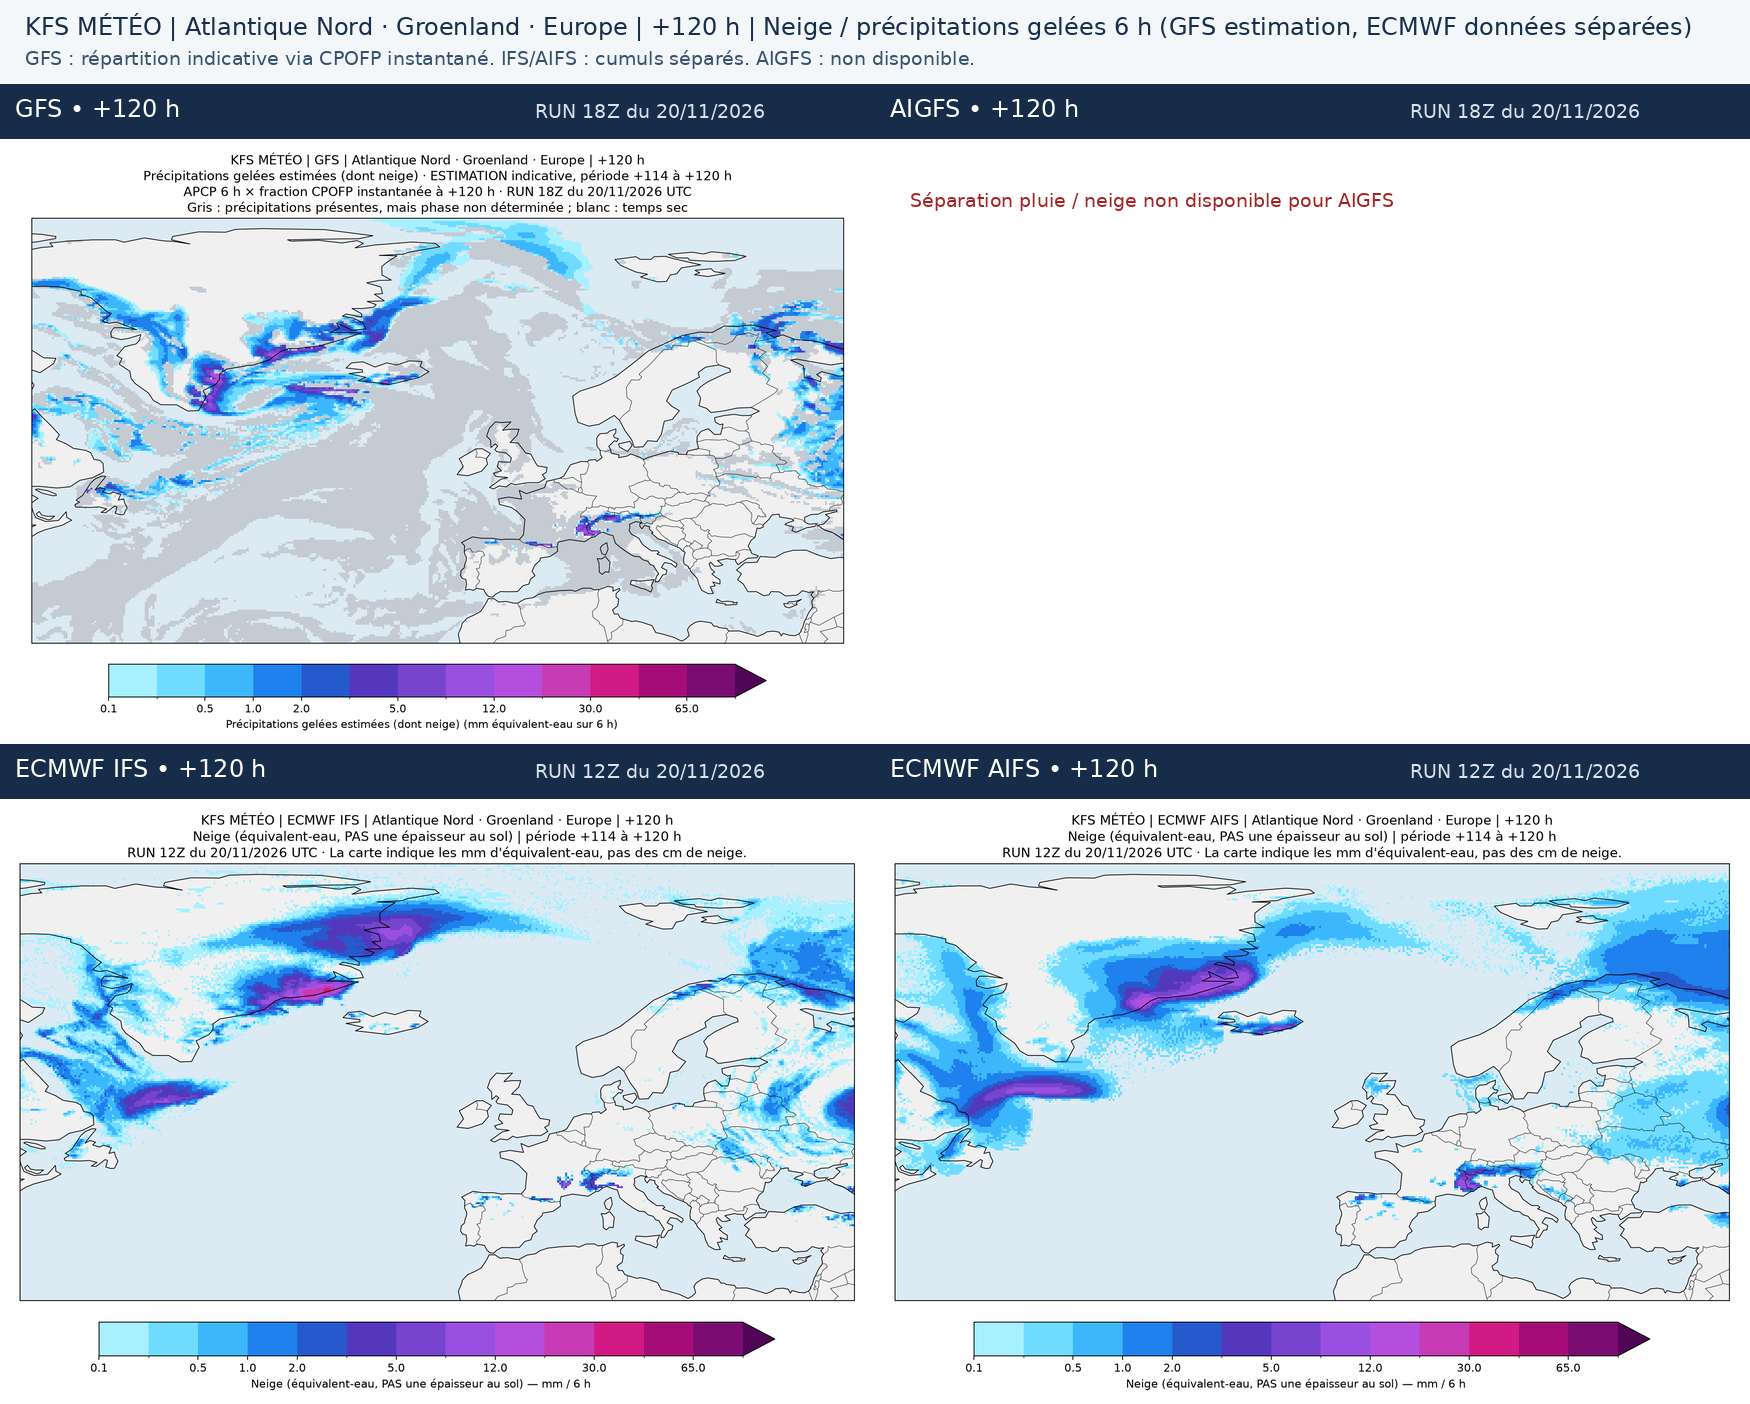 KFS MÉTÉO | Atlantique Nord · Groenland · Europe | +120 h | Neige / précipitations gelées 6 h (GFS estimation, ECMWF données séparées)
GFS : répartition indicative via CPOFP instantané. IFS/AIFS : cumuls séparés. AIGFS : non disponible.
GFS • +120 h
RUN 18Z du 20/11/2026
AIGFS • +120 h
RUN 18Z du 20/11/2026
KFS MÉTÉO | GFS | Atlantique Nord · Groenland · Europe | +120 h
Précipitations gelées estimées (dont neige) · ESTIMATION indicative, période +114 à +120 h
APCP 6 h × fraction CPOFP instantanée à +120 h · RUN 18Z du 20/11/2026 UTC
Gris : précipitations présentes, mais phase non déterminée ; blanc : temps sec
Séparation pluie / neige non disponible pour AIGFS
0.1 0.5 1.0 2.0 5.0 12.0 30.0 65.0
Précipitations gelées estimées (dont neige) (mm équivalent-eau sur 6 h)
ECMWF IFS • +120 h
RUN 12Z du 20/11/2026
ECMWF AIFS • +120 h
RUN 12Z du 20/11/2026
KFS MÉTÉO | ECMWF IFS | Atlantique Nord · Groenland · Europe | +120 h
Neige (équivalent-eau, PAS une épaisseur au sol) | période +114 à +120 h
RUN 12Z du 20/11/2026 UTC · La carte indique les mm d'équivalent-eau, pas des cm de neige.
KFS MÉTÉO | ECMWF AIFS | Atlantique Nord · Groenland · Europe | +120 h
Neige (équivalent-eau, PAS une épaisseur au sol) | période +114 à +120 h
RUN 12Z du 20/11/2026 UTC · La carte indique les mm d'équivalent-eau, pas des cm de neige.
0.1 0.5 1.0 2.0 5.0 12.0 30.0 65.0
Neige (équivalent-eau, PAS une épaisseur au sol) — mm / 6 h
0.1 0.5 1.0 2.0 5.0 12.0 30.0 65.0
Neige (équivalent-eau, PAS une épaisseur au sol) — mm / 6 h